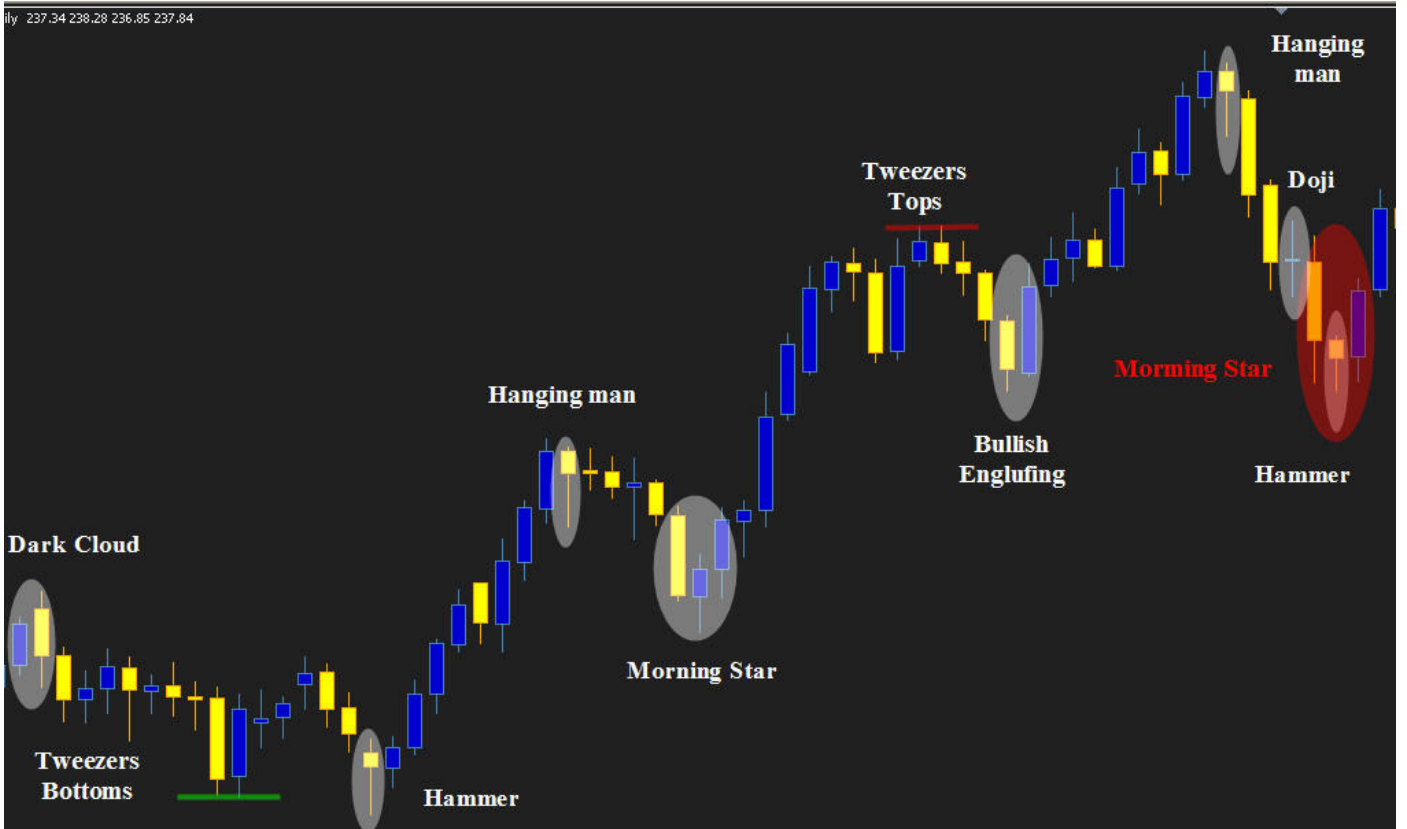 ily 237.34 238.28 236.85 237.84
Hanging
man
Tweezers
Tops
Doji
Morming Star
Hanging man
Bullish
Englufing
Hammer
Dark Cloud
Morning Star
Tweezers
Bottoms
Hammer